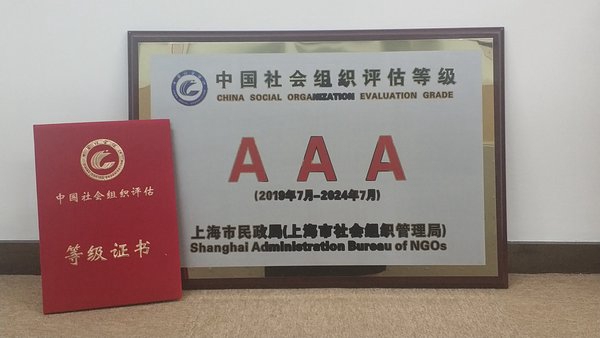 中国社会组织评估等级
CHINA SOCIAL ORGANIZATION EVALUATION GRADE
AAA
(2019年7月-2024年7月)
上海市民政局(上海市社会组织管理局)
Shanghai Administration Bureau of NGOs
中国社会组织评估
等级证书